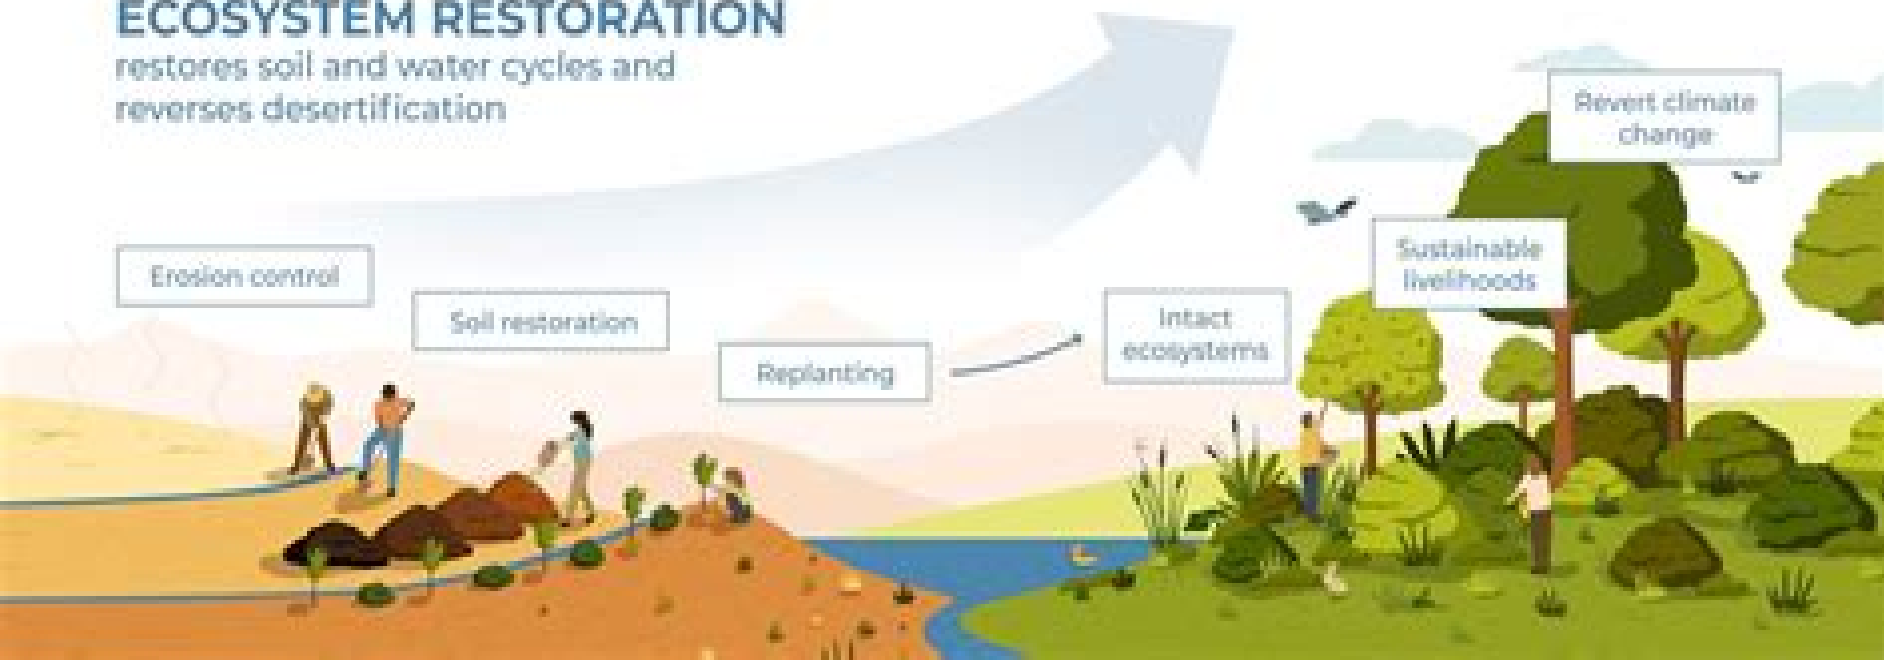 ECOSYSTEM RESTORATION
restores soil and water cycles and
reverses desertification
Erosion control
Soil restoration
Replanting
Intact
ecosystems
Sustainable
livelihoods
Revert climate
change